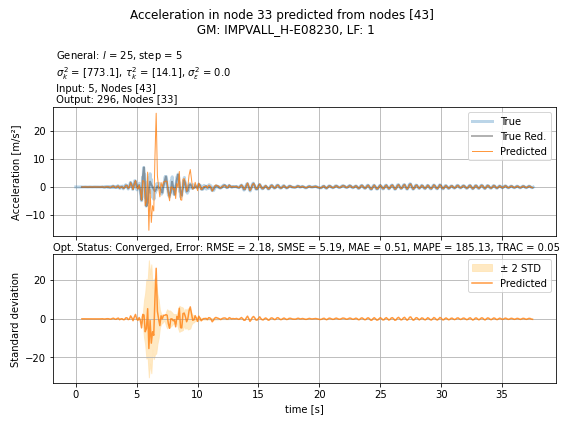 Acceleration in node 33 predicted from nodes [43]
GM: IMPVALL_H-E08230, LF: 1
General: l = 25, step = 5
σ²ₖ = [773.1], τ²ₖ = [14.1], σ²ε = 0.0
Input: 5, Nodes [43]
Output: 296, Nodes [33]
Acceleration [m/s²]
20
10
0
−10
True
True Red.
Predicted
Opt. Status: Converged, Error: RMSE = 2.18, SMSE = 5.19, MAE = 0.51, MAPE = 185.13, TRAC = 0.05
Standard deviation
20
0
−20
± 2 STD
Predicted
0 5 10 15 20 25 30 35
time [s]